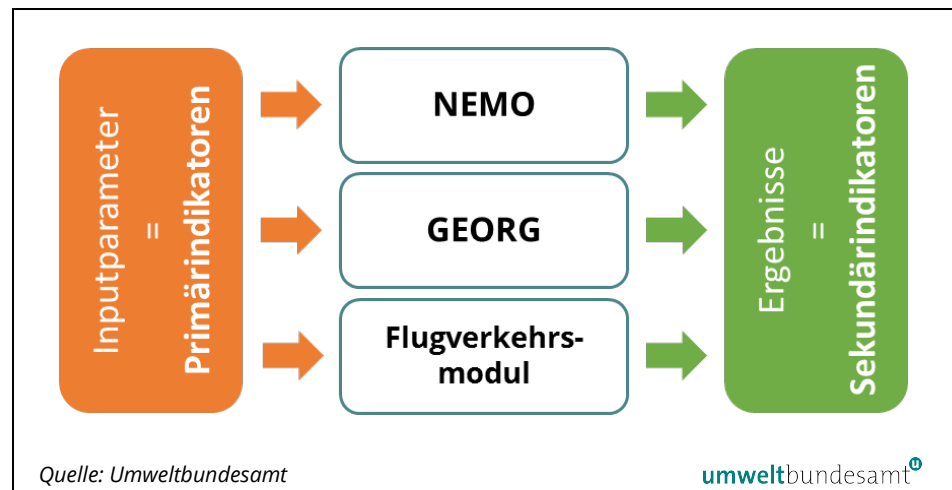 Inputparameter
=
Primärindikatoren
NEMO
GEORG
Flugverkehrs-
modul
Ergebnisse
=
Sekundärindikatoren
Quelle: Umweltbundesamt
umweltbundesamt
u